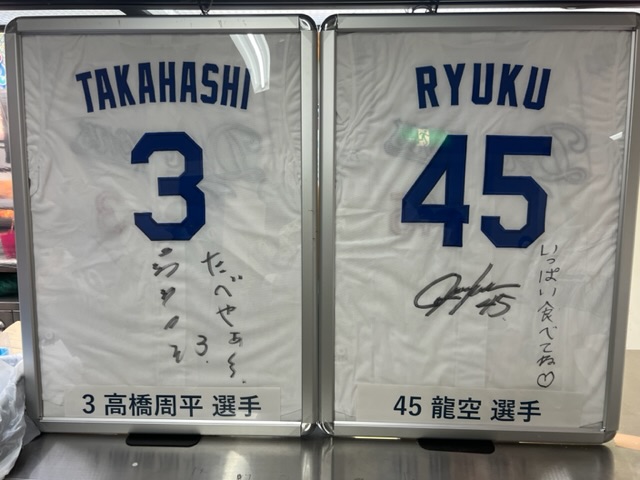 TAKAHASHI
3
たべやぁ〜。
3.
3 高橋周平 選手
RYUKU
45
いっぱい食べてね♡
45.
45 龍空 選手